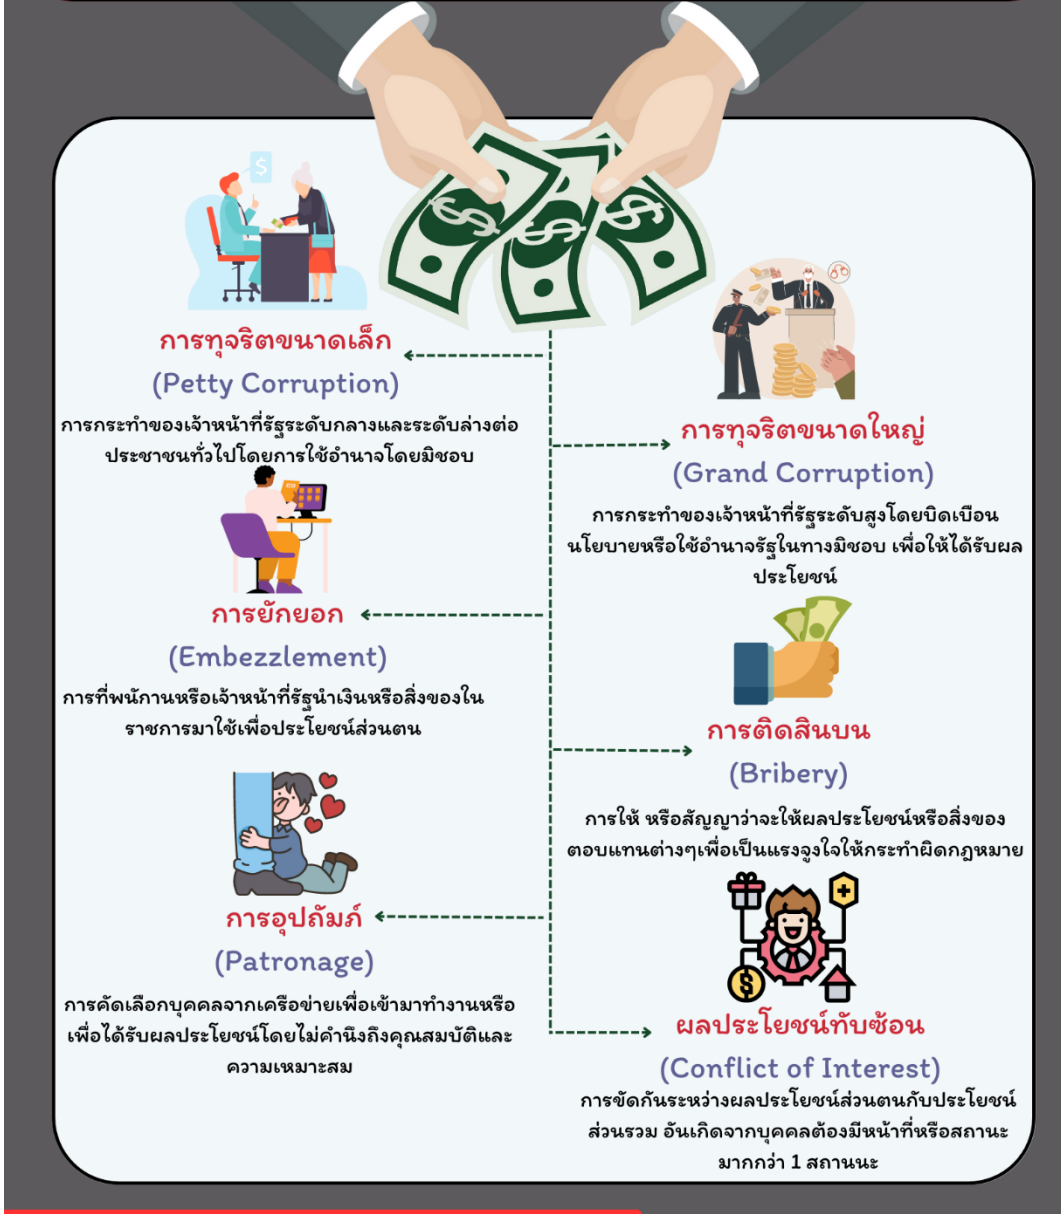 การทุจริตขนาดเล็ก
(Petty Corruption)
การกระทำของเจ้าหน้าที่รัฐระดับกลางและระดับล่างต่อ
ประชาชนทั่วไปโดยการใช้อำนาจโดยมิชอบ
การทุจริตขนาดใหญ่
(Grand Corruption)
การกระทำของเจ้าหน้าที่รัฐระดับสูงโดยบิดเบือน
นโยบายหรือใช้อำนาจรัฐในทางมิชอบ เพื่อให้ได้รับผล
ประโยชน์
การยักยอก
(Embezzlement)
การที่พนักานหรือเจ้าหน้าที่รัฐนำเงินหรือสิ่งของใน
ราชการมาใช้เพื่อประโยชน์ส่วนตน
การติดสินบน
(Bribery)
การให้ หรือสัญญาว่าจะให้ผลประโยชน์หรือสิ่งของ
ตอบแทนต่างๆเพื่อเป็นแรงจูงใจให้กระทำผิดกฎหมาย
การอุปถัมภ์
(Patronage)
การคัดเลือกบุคคลจากเครือข่ายเพื่อเข้ามาทำงานหรือ
เพื่อได้รับผลประโยชน์โดยไม่คำนึงถึงคุณสมบัติและ
ความเหมาะสม
ผลประโยชน์ทับซ้อน
(Conflict of Interest)
การขัดกันระหว่างผลประโยชน์ส่วนตนกับประโยชน์
ส่วนรวม อันเกิดจากบุคคลต้องมีหน้าที่หรือสถานะ
มากกว่า 1 สถานนะ